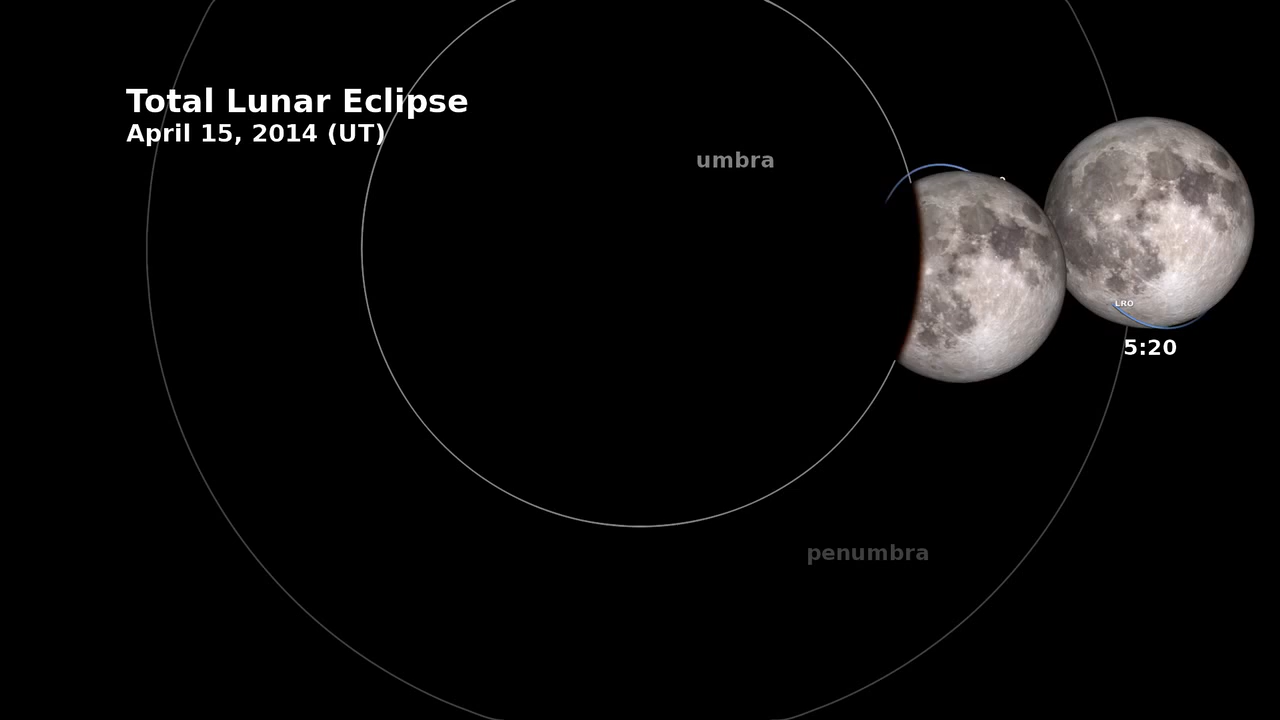 Total Lunar Eclipse
April 15, 2014 (UT)
umbra
LRO
5:20
penumbra